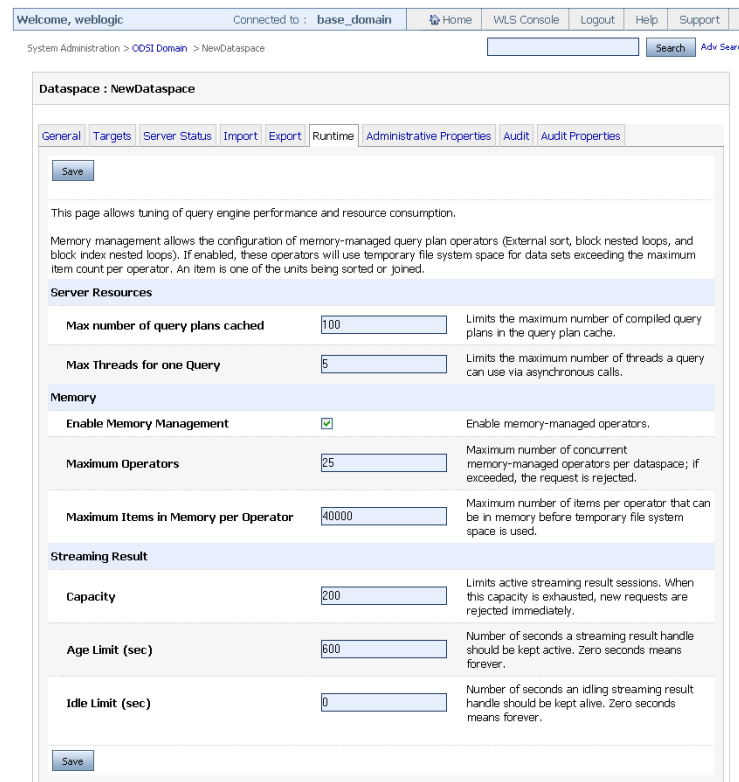 Welcome, weblogic Connected to : base_domain Home WLS Console Logout Help Support
System Administration > ODSI Domain > NewDataspace Search Adv Sear
Dataspace : NewDataspace
General Targets Server Status Import Export Runtime Administrative Properties Audit Audit Properties
Save
This page allows tuning of query engine performance and resource consumption.
Memory management allows the configuration of memory-managed query plan operators (External sort, block nested loops, and
block index nested loops). If enabled, these operators will use temporary file system space for data sets exceeding the maximum
item count per operator. An item is one of the units being sorted or joined.
Server Resources
Max number of query plans cached 100 Limits the maximum number of compiled query
plans in the query plan cache.
Max Threads for one Query 5 Limits the maximum number of threads a query
can use via asynchronous calls.
Memory
Enable Memory Management Enable memory-managed operators.
Maximum Operators 25 Maximum number of concurrent
memory-managed operators per dataspace; if
exceeded, the request is rejected.
Maximum Items in Memory per Operator 40000 Maximum number of items per operator that can
be in memory before temporary file system
space is used.
Streaming Result
Capacity 200 Limits active streaming result sessions. When
this capacity is exhausted, new requests are
rejected immediately.
Age Limit (sec) 600 Number of seconds a streaming result handle
should be kept active. Zero seconds means
forever.
Idle Limit (sec) 0 Number of seconds an idling streaming result
handle should be kept alive. Zero seconds
means forever.
Save